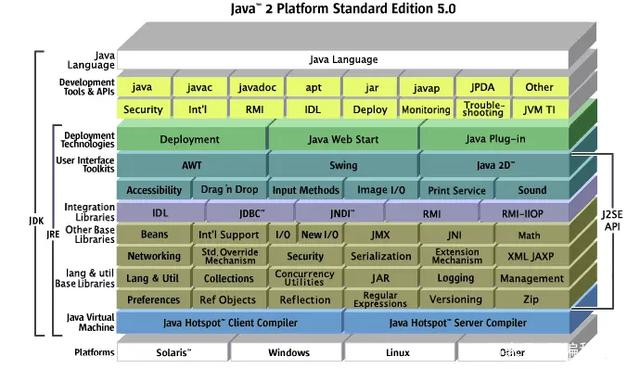 Java™ 2 Platform Standard Edition 5.0
Java Language
Java Language
Development Tools & APIs
java javac javadoc apt jar javap JPDA Other
Security Int'l RMI IDL Deploy Monitoring Trouble-shooting JVM TI
Deployment Technologies
Deployment Java Web Start Java Plug-in
User Interface Toolkits
AWT Swing Java 2D™
Accessibility Drag 'n Drop Input Methods Image I/O Print Service Sound
Integration Libraries
IDL JDBC™ JNDI™ RMI RMI-IIOP
Other Base Libraries
Beans Int'l Support I/O New I/O JMX JNI Math
Networking Std. Override Mechanism Security Serialization Extension Mechanism XML JAXP
lang & util Base Libraries
Lang & Util Collections Concurrency Utilities JAR Logging Management
Preferences Ref Objects Reflection Regular Expressions Versioning Zip
Java Virtual Machine
Java Hotspot™ Client Compiler Java Hotspot™ Server Compiler
Platforms
Solaris™ Windows Linux Other
JDK
JRE
J2SE API